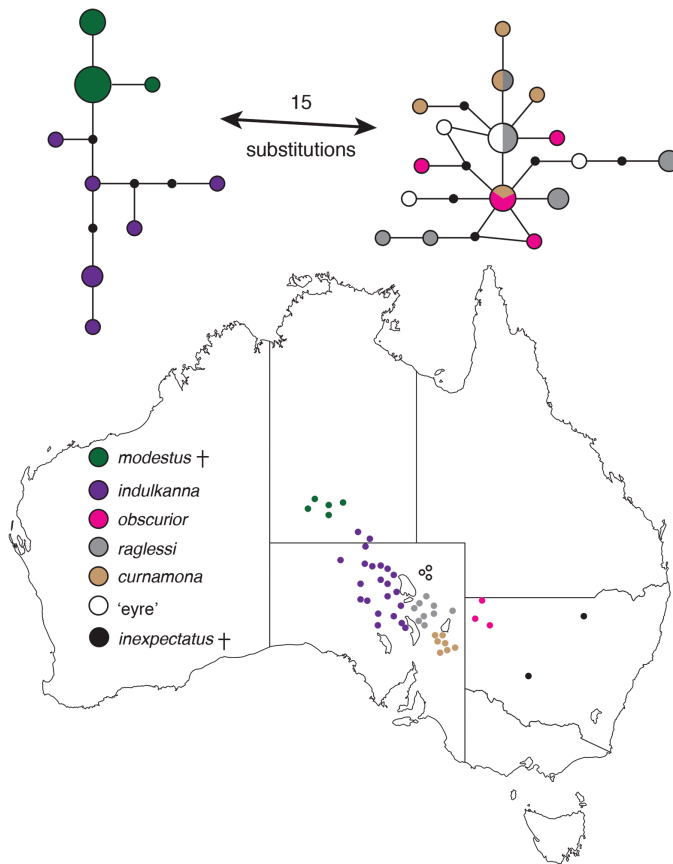 15
substitutions
modestus †
indulkanna
obscurior
raglessi
curnamona
‘eyre’
inexpectatus †